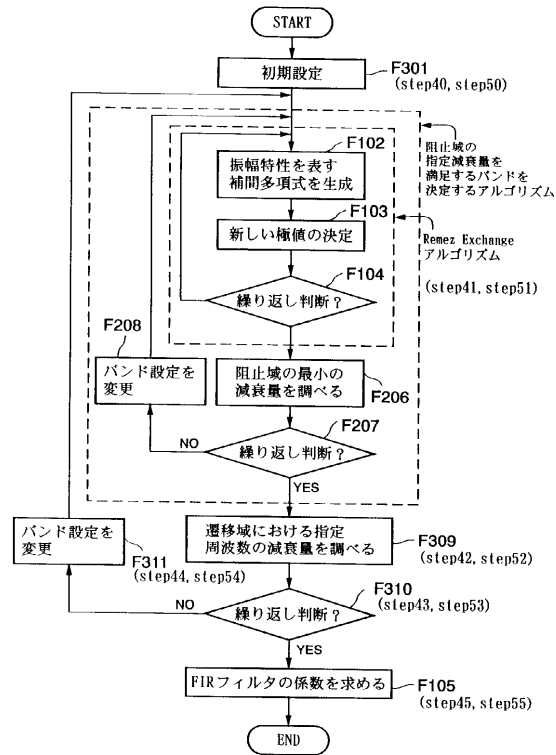 START
初期設定
F301
(step40, step50)
阻止域の
指定減衰量を
満足するバンドを
決定するアルゴリズム
F102
振幅特性を表す
補間多項式を生成
F103
新しい極値の決定
Remez Exchange
アルゴリズム
F104
繰り返し判断？
(step41, step51)
F208
バンド設定を
変更
阻止域の最小の
減衰量を調べる
F206
F207
繰り返し判断？
NO
YES
バンド設定を
変更
遷移域における指定
周波数の減衰量を調べる
F309
(step42, step52)
F311
(step44, step54)
F310
(step43, step53)
繰り返し判断？
NO
YES
FIRフィルタの係数を求める
F105
(step45, step55)
END